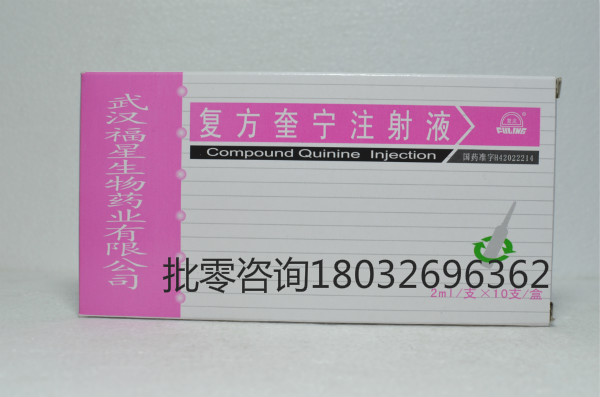 武汉福星生物药业有限公司
复方奎宁注射液
FULING
Compound Quinine Injection
国药准字H42022214
批零咨询18032696362
2ml/支×10支/盒